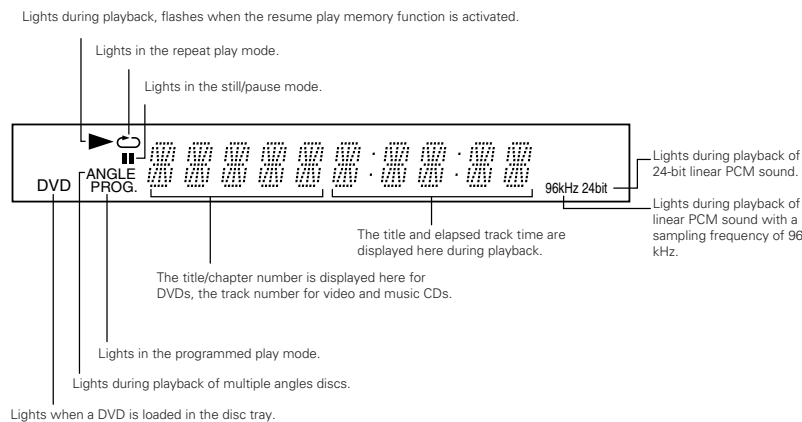 Lights during playback, flashes when the resume play memory function is activated.
Lights in the repeat play mode.
Lights in the still/pause mode.
ANGLE
DVD PROG.
96kHz 24bit
Lights during playback of
24-bit linear PCM sound.
Lights during playback of
linear PCM sound with a
sampling frequency of 96
kHz.
The title and elapsed track time are
displayed here during playback.
The title/chapter number is displayed here for
DVDs, the track number for video and music CDs.
Lights in the programmed play mode.
Lights during playback of multiple angles discs.
Lights when a DVD is loaded in the disc tray.